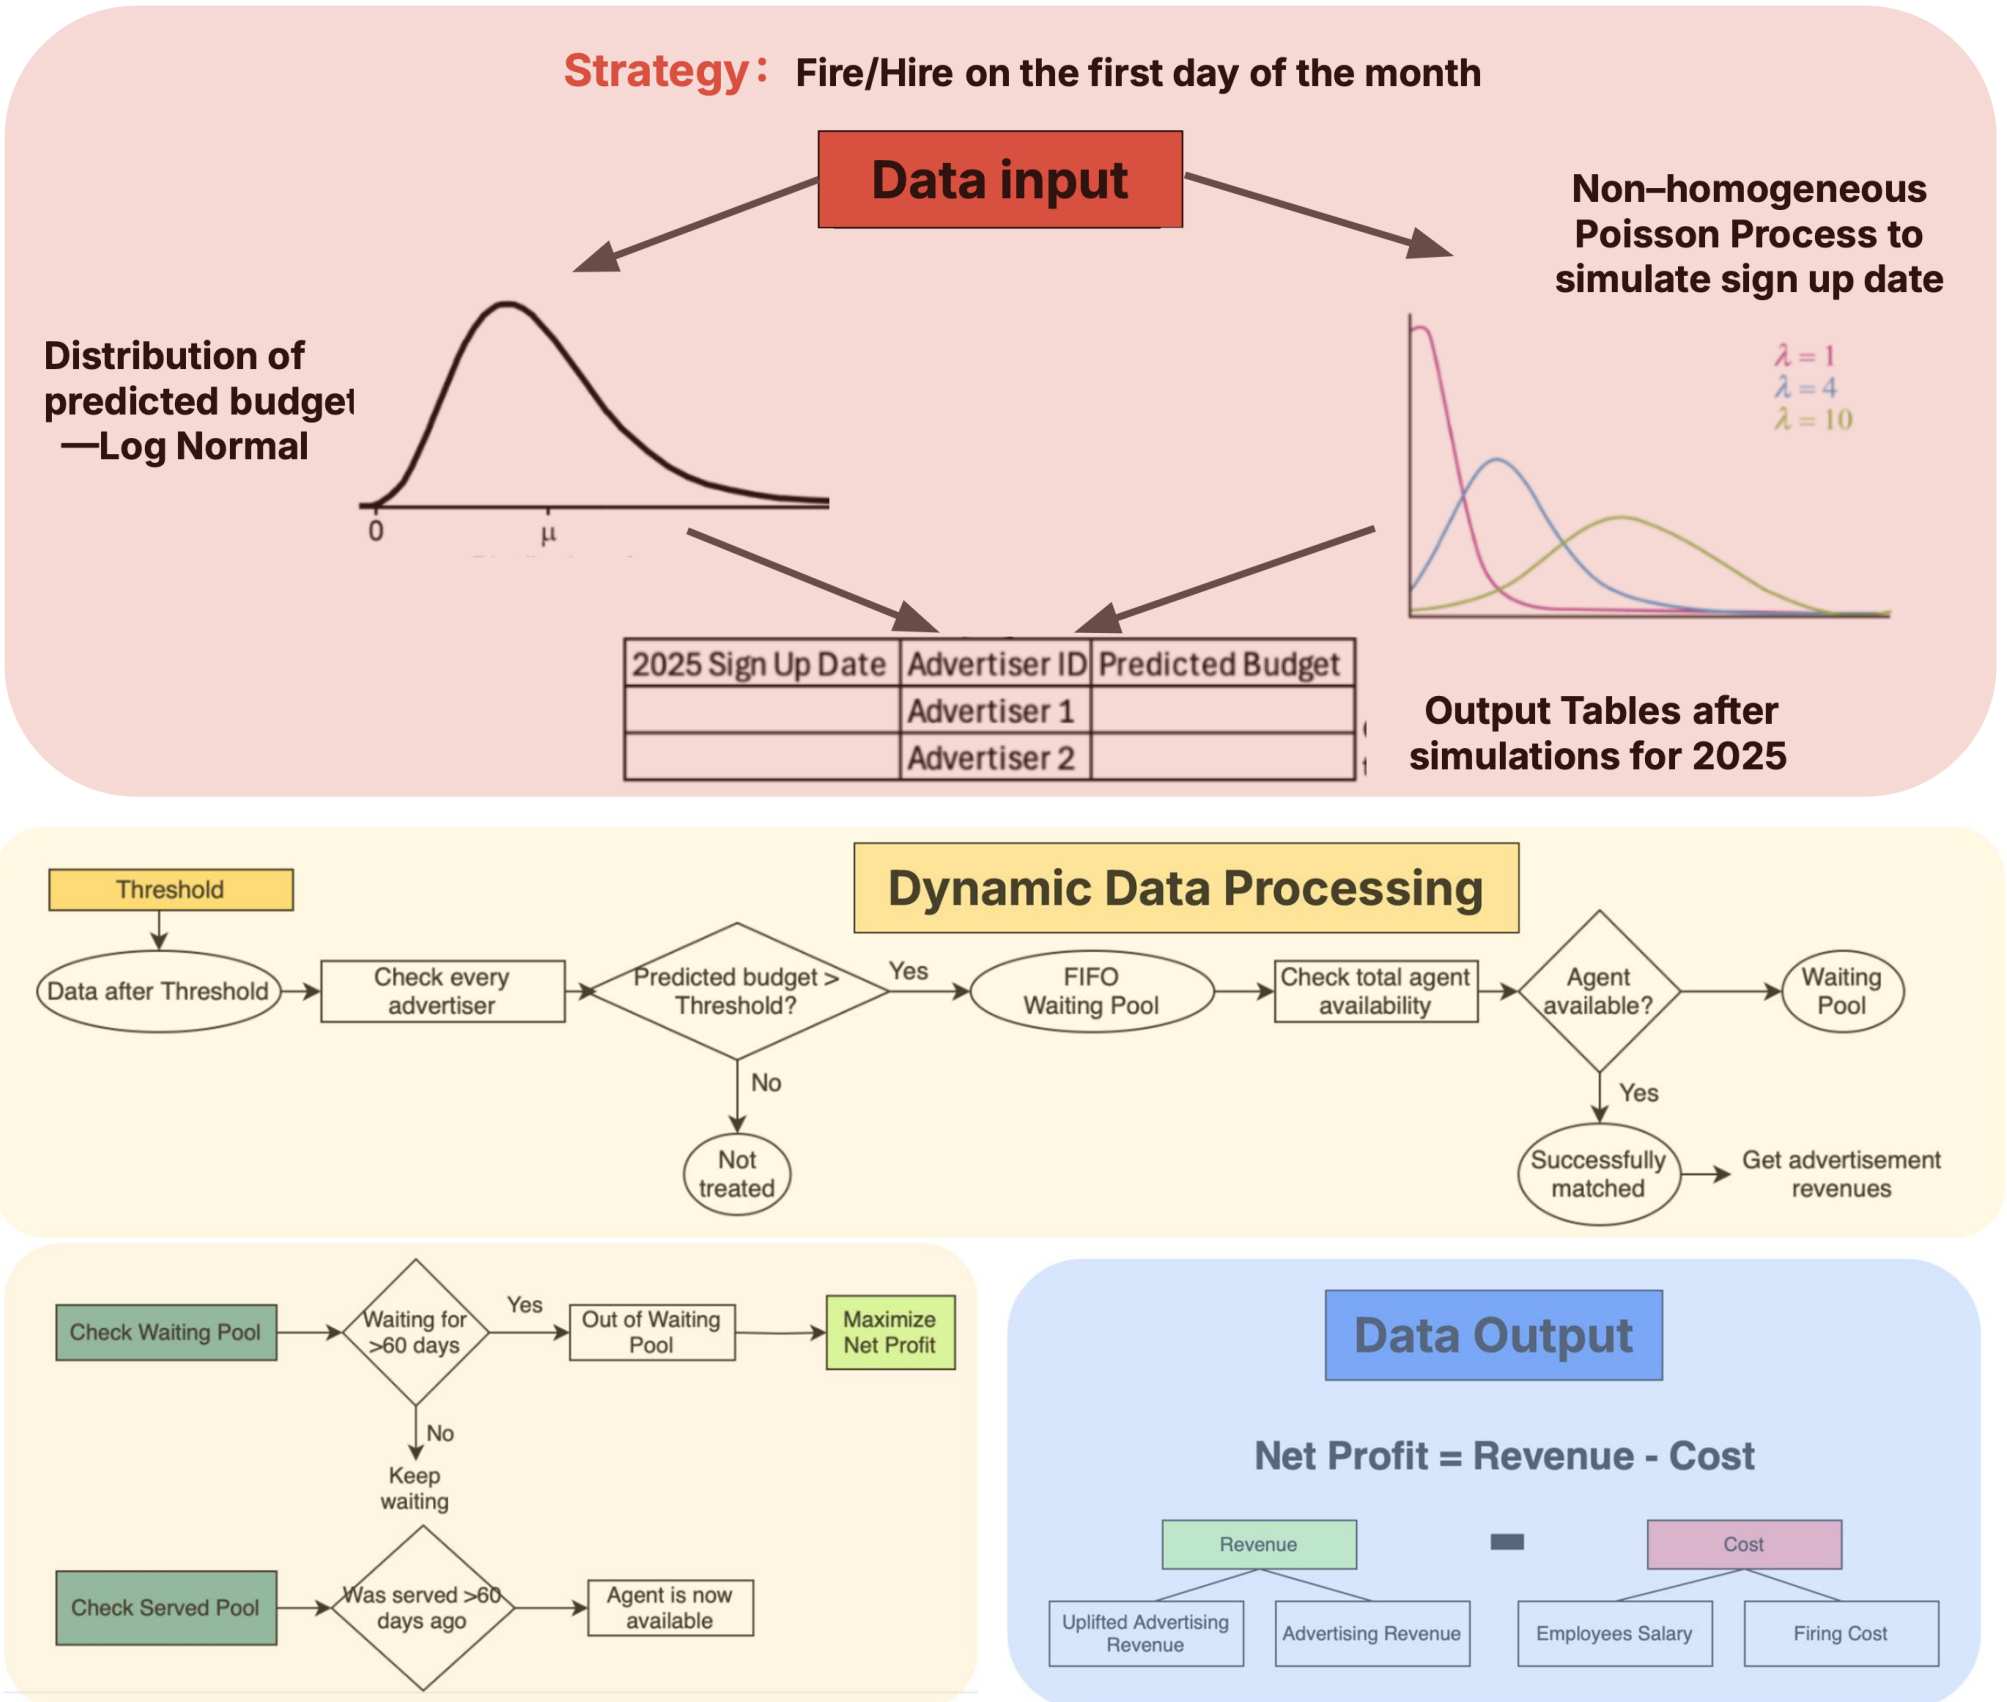 Strategy: Fire/Hire on the first day of the month
Data input
Non–homogeneous
Poisson Process to
simulate sign up date
Distribution of
predicted budget
—Log Normal
0
μ
λ = 1
λ = 4
λ = 10
2025 Sign Up Date Advertiser ID Predicted Budget
Advertiser 1
Advertiser 2
Output Tables after
simulations for 2025
Dynamic Data Processing
Threshold
Data after Threshold
Check every
advertiser
Predicted budget >
Threshold?
Yes
No
Not
treated
FIFO
Waiting Pool
Check total agent
availability
Agent
available?
Waiting
Pool
Yes
Successfully
matched
Get advertisement
revenues
Check Waiting Pool
Waiting for
>60 days
Yes
Out of Waiting
Pool
Maximize
Net Profit
No
Keep
waiting
Check Served Pool
Was served >60
days ago
Agent is now
available
Data Output
Net Profit = Revenue - Cost
Revenue
-
Cost
Uplifted Advertising
Revenue
Advertising Revenue
Employees Salary
Firing Cost